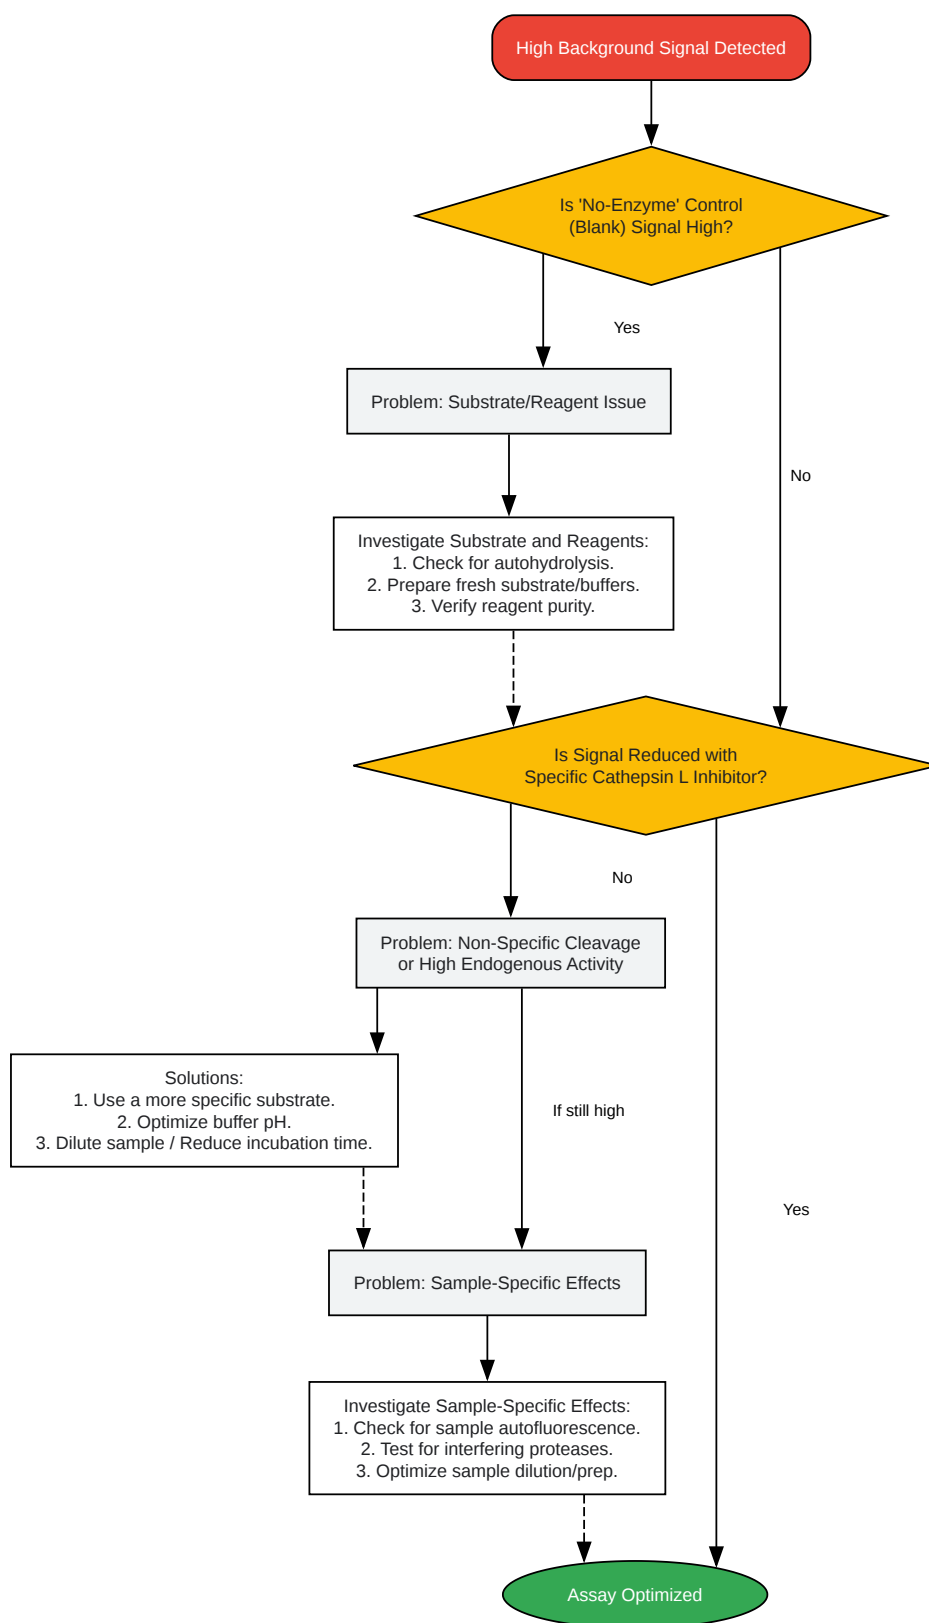 High Background Signal Detected
Is 'No-Enzyme' Control
(Blank) Signal High?
Yes
Problem: Substrate/Reagent Issue
No
Investigate Substrate and Reagents:
1. Check for autohydrolysis.
2. Prepare fresh substrate/buffers.
3. Verify reagent purity.
Is Signal Reduced with
Specific Cathepsin L Inhibitor?
No
Problem: Non-Specific Cleavage
or High Endogenous Activity
Solutions:
1. Use a more specific substrate.
2. Optimize buffer pH.
3. Dilute sample / Reduce incubation time.
If still high
Yes
Problem: Sample-Specific Effects
Investigate Sample-Specific Effects:
1. Check for sample autofluorescence.
2. Test for interfering proteases.
3. Optimize sample dilution/prep.
Assay Optimized